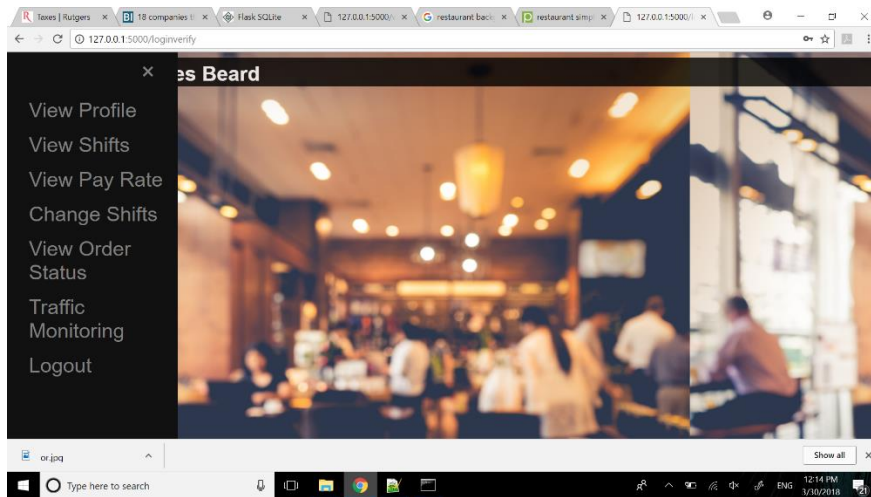 Taxes | Rutgers
18 companies t
Flask SQLite
127.0.0.1:5000/
restaurant back
restaurant simp
127.0.0.1:5000/l
127.0.0.1:5000/loginverify
es Beard
View Profile
View Shifts
View Pay Rate
Change Shifts
View Order
Status
Traffic
Monitoring
Logout
or.jpg
Show all
Type here to search
ENG
12:14 PM
3/30/2018
21